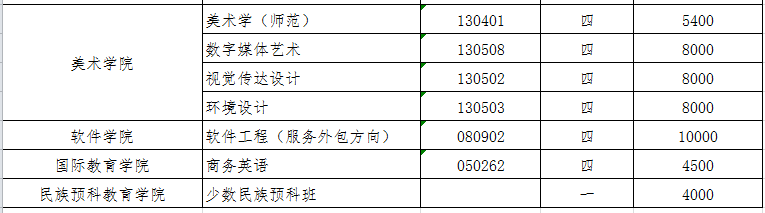 美术学院
美术学（师范） 130401 四 5400
数字媒体艺术 130508 四 8000
视觉传达设计 130502 四 8000
环境设计 130503 四 8000
软件学院 软件工程（服务外包方向） 080902 四 10000
国际教育学院 商务英语 050262 四 4500
民族预科教育学院 少数民族预科班 一 4000